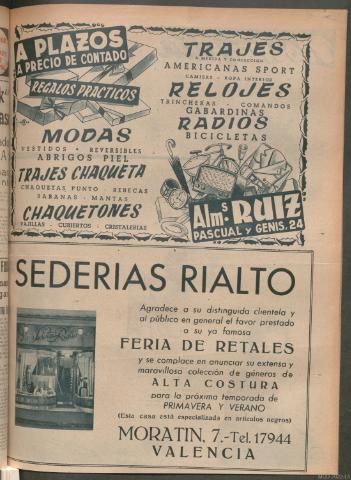 A PLAZOS
A PRECIO DE CONTADO
REGALOS PRACTICOS
MODAS
VESTIDOS • REVERSIBLES
ABRIGOS PIEL
TRAJES CHAQUETA
CHAQUETAS PUNTO - REBECAS
SABANAS - MANTAS
CHAQUETONES
VAJILLAS - CUBIERTOS - CRISTALERIAS
TRAJES
A MEDIDA Y CONFECCION
AMERICANAS SPORT
CAMISAS - ROPA INTERIOR
RELOJES
TRINCHERAS - COMANDOS
GABARDINAS
RADIOS
BICICLETAS
Alm.s RUIZ
PASCUAL y GENIS, 24
SEDERIAS RIALTO
Agradece a su distinguida clientela y
al público en general el favor prestado
a su ya famosa
FERIA DE RETALES
y se complace en anunciar su extensa y
maravillosa colección de géneros de
ALTA COSTURA
para la próxima temporada de
PRIMAVERA Y VERANO
(Esta casa está especializada en artículos negros)
MORATIN, 7.-Tel. 17944
VALENCIA